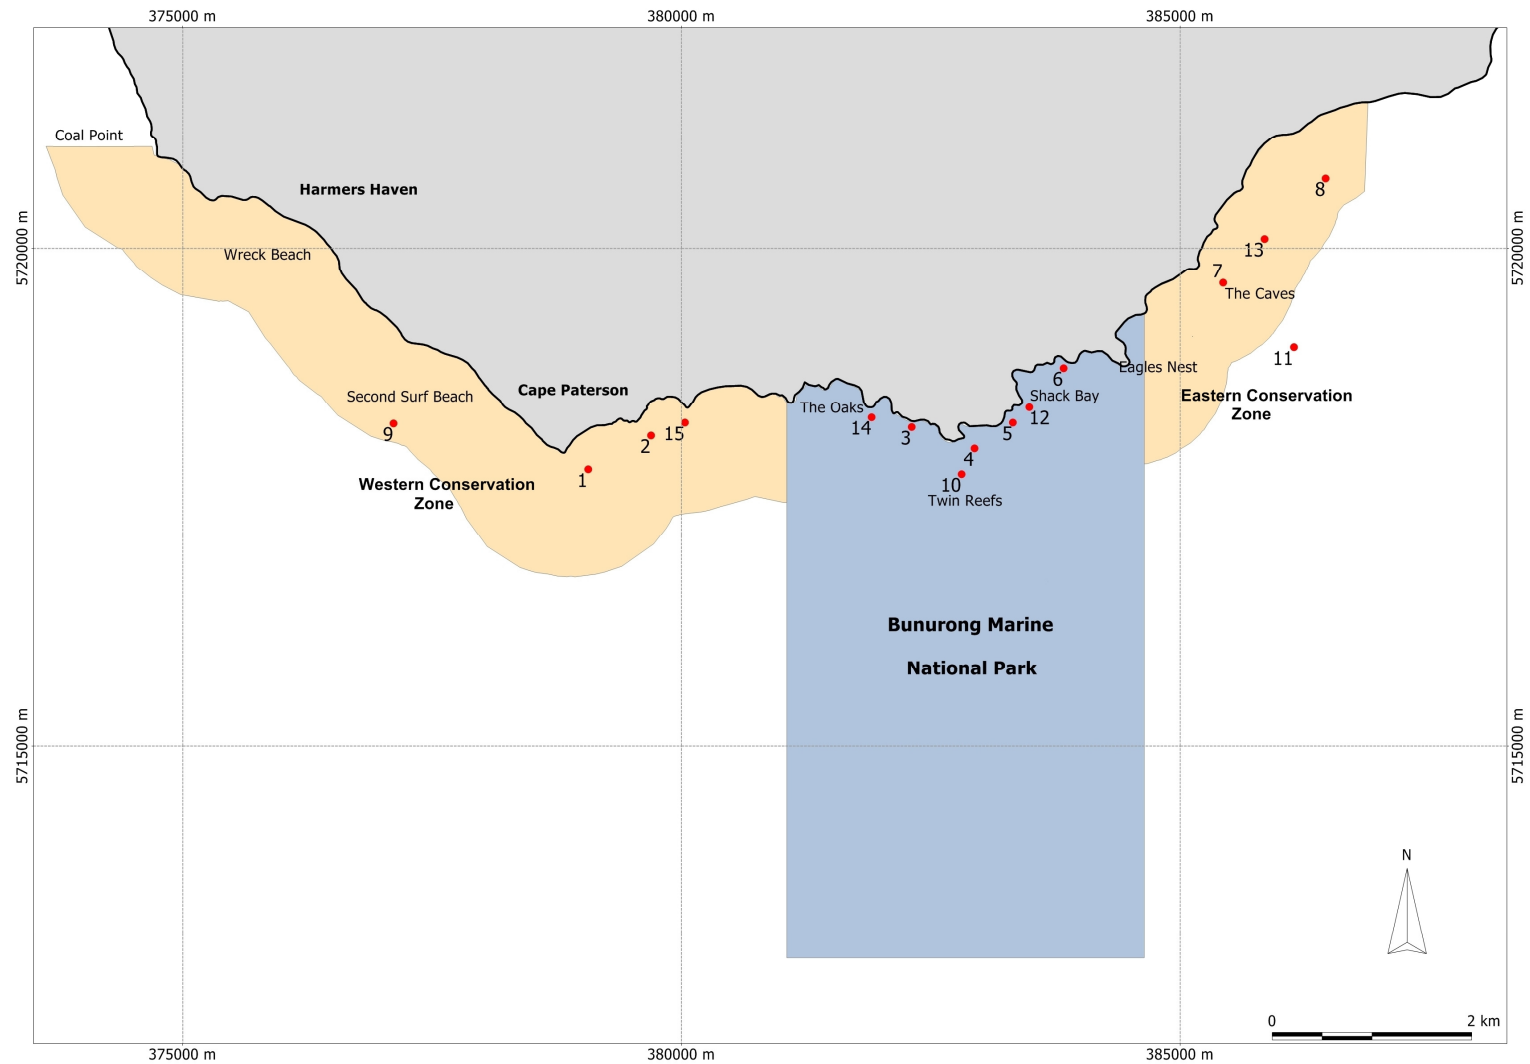 375000 m
380000 m
385000 m
Coal Point
Harmers Haven
8
5720000 m
5720000 m
Wreck Beach
13
7
The Caves
11
Eagles Nest
6
Cape Paterson
Second Surf Beach
Shack Bay
Eastern Conservation
Zone
The Oaks
12
14
9
2
15
3
5
4
1
Western Conservation
Zone
10
Twin Reefs
Bunurong Marine
National Park
5715000 m
5715000 m
N
0
2 km
375000 m
380000 m
385000 m